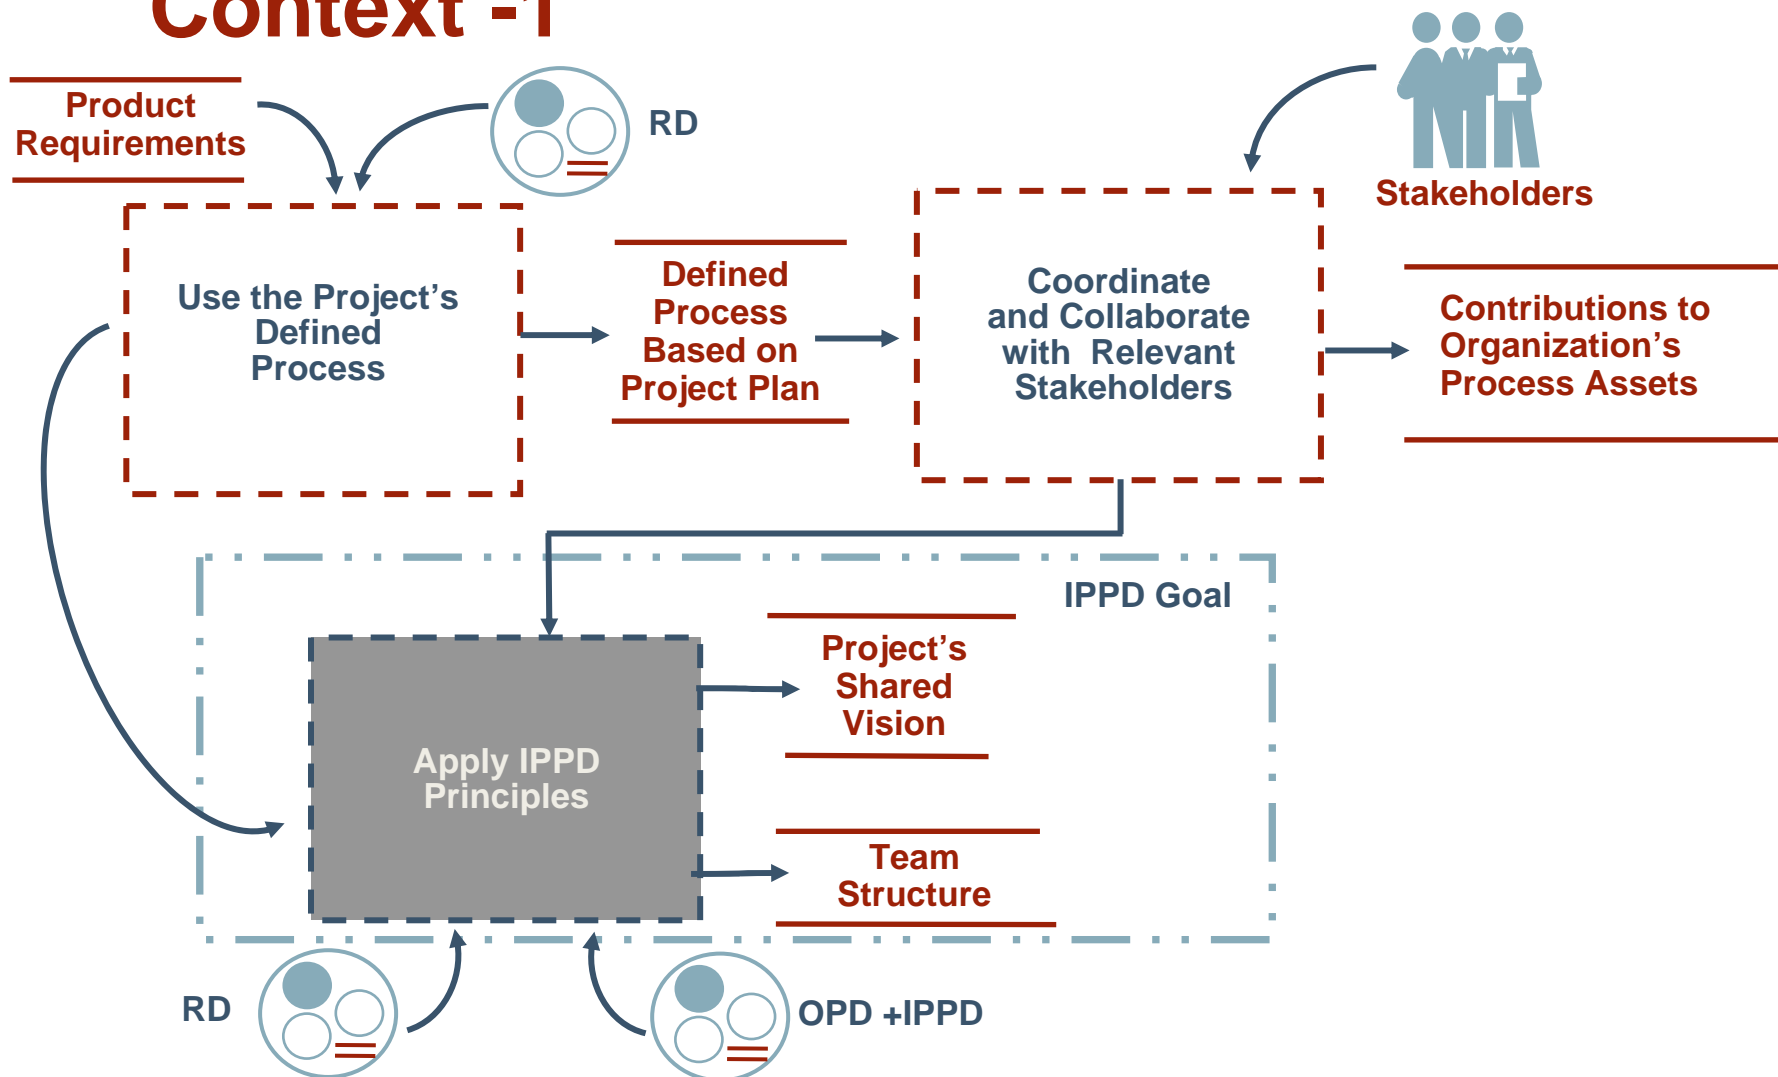 Context -1
Product
Requirements
RD
Stakeholders
Use the Project’s
Defined
Process
Defined
Process
Based on
Project Plan
Coordinate
and Collaborate
with Relevant
Stakeholders
Contributions to
Organization’s
Process Assets
IPPD Goal
Project’s
Shared
Vision
Apply IPPD
Principles
Team
Structure
RD
OPD +IPPD